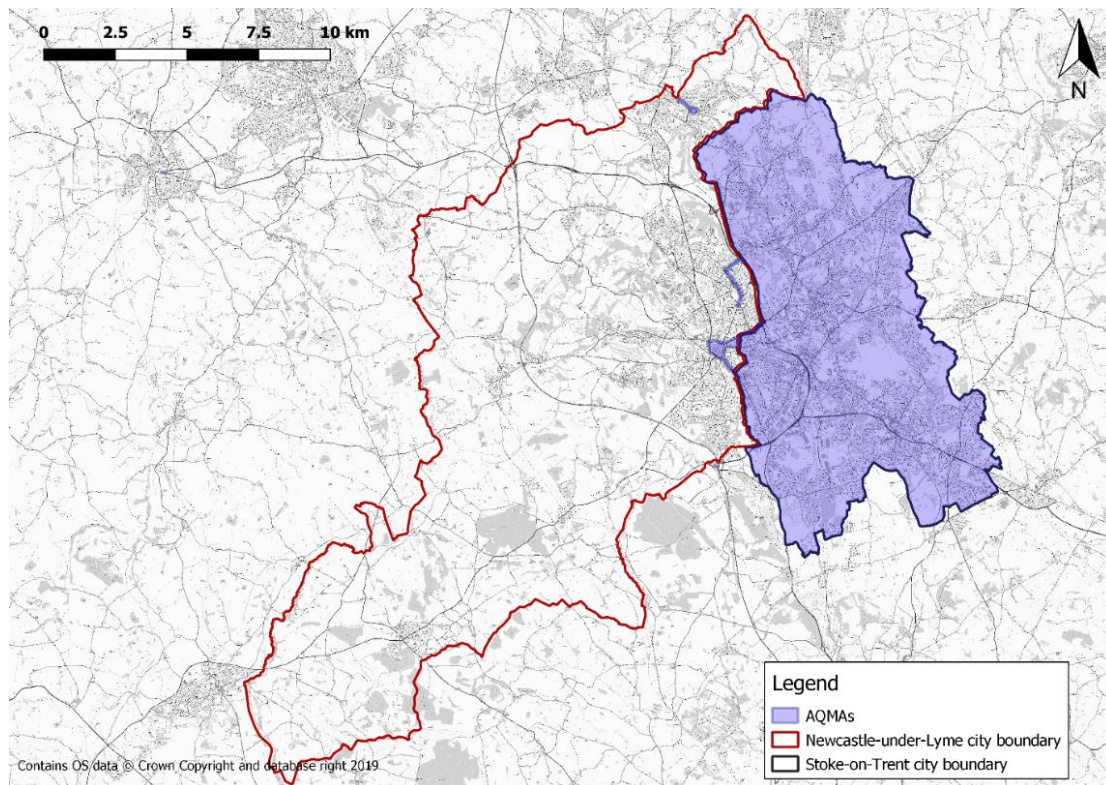 0 2.5 5 7.5 10 km
N
Legend
AQMAs
Newcastle-under-Lyme city boundary
Stoke-on-Trent city boundary
Contains OS data © Crown Copyright and database right 2019